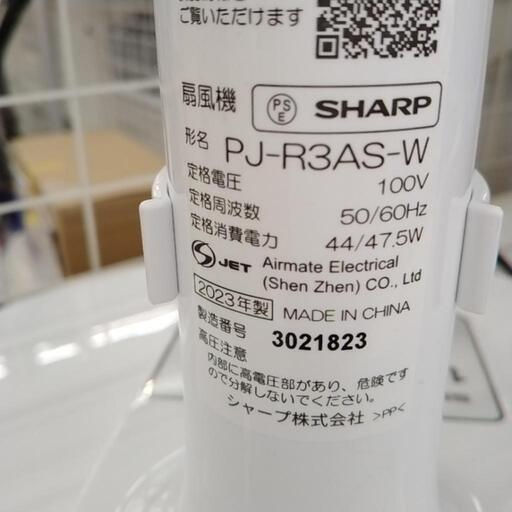 ご覧いただけます
扇風機 PSE SHARP
形名 PJ-R3AS-W
定格電圧 100V
定格周波数 50/60Hz
定格消費電力 44/47.5W
S JET Airmate Electrical
(Shen Zhen) CO., Ltd
2023年製 MADE IN CHINA
製造番号 3021823
高圧注意
内部に高電圧部があり、危険です
ので分解しないでください。
シャープ株式会社 >PP<